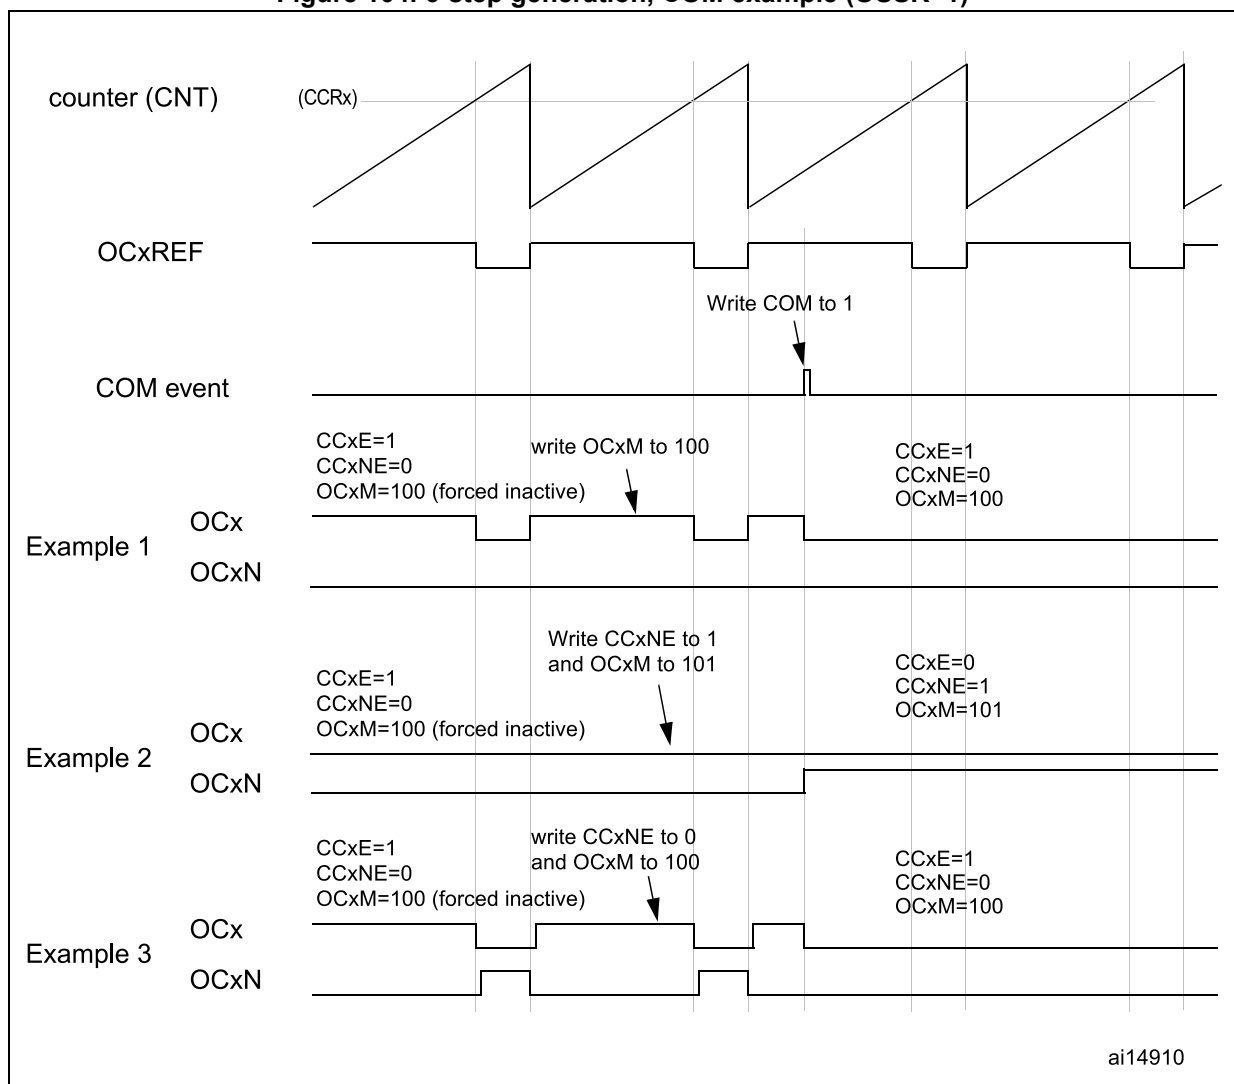 counter (CNT)
(CCRx)
OCxREF
Write COM to 1
COM event
CCxE=1
CCxNE=0
OCxM=100 (forced inactive)
write OCxM to 100
CCxE=1
CCxNE=0
OCxM=100
Example 1
OCx
OCxN
Write CCxNE to 1
and OCxM to 101
CCxE=1
CCxNE=0
OCxM=100 (forced inactive)
CCxE=0
CCxNE=1
OCxM=101
Example 2
OCx
OCxN
write CCxNE to 0
and OCxM to 100
CCxE=1
CCxNE=0
OCxM=100 (forced inactive)
CCxE=1
CCxNE=0
OCxM=100
Example 3
OCx
OCxN
ai14910